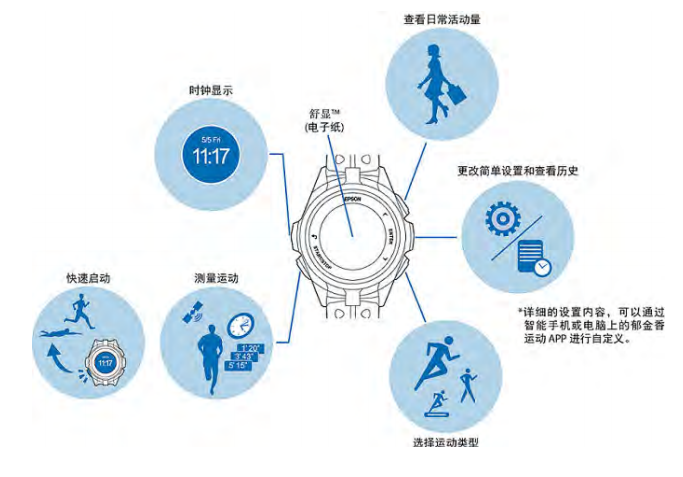 查看日常活动量
时钟显示
舒显™
(电子纸)
5/5 FRI
11:17
更改简单设置和查看历史
EPSON
ENTER
START/STOP
快速启动
测量运动
1' 20"
3' 43"
5' 15"
11:17
*详细的设置内容，可以通过
智能手机或电脑上的郁金香
运动 APP 进行自定义。
选择运动类型